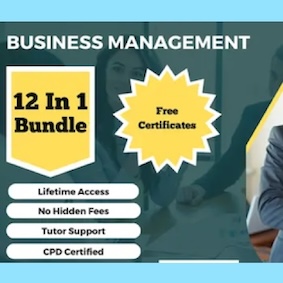 BUSINESS MANAGEMENT
12 In 1
Bundle
Free
Certificates
Lifetime Access
No Hidden Fees
Tutor Support
CPD Certified